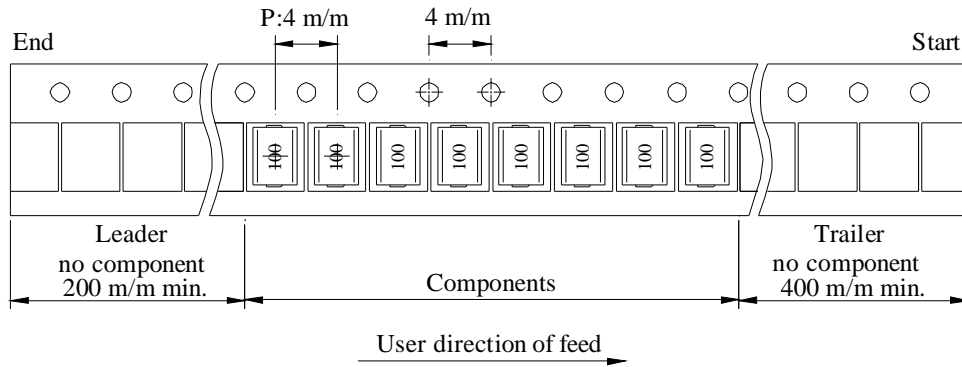 P:4 m/m
4 m/m
End
Start
100
100
100
100
100
100
100
100
Leader
no component
200 m/m min.
Components
Trailer
no component
400 m/m min.
User direction of feed